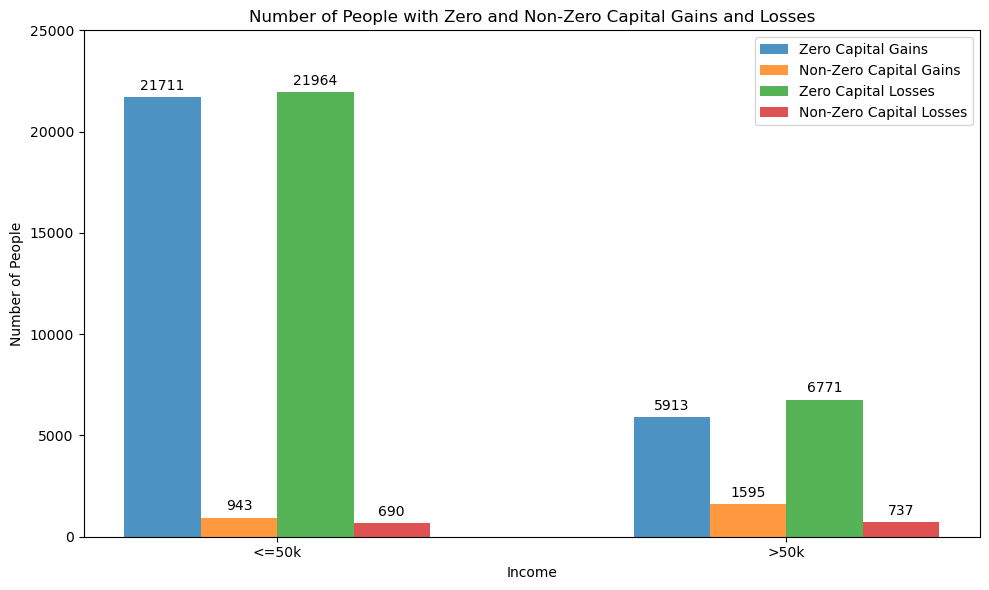 Number of People with Zero and Non-Zero Capital Gains and Losses
25000
20000
15000
10000
5000
0
Number of People
Zero Capital Gains
Non-Zero Capital Gains
Zero Capital Losses
Non-Zero Capital Losses
21711
943
21964
690
5913
1595
6771
737
<=50k
>50k
Income